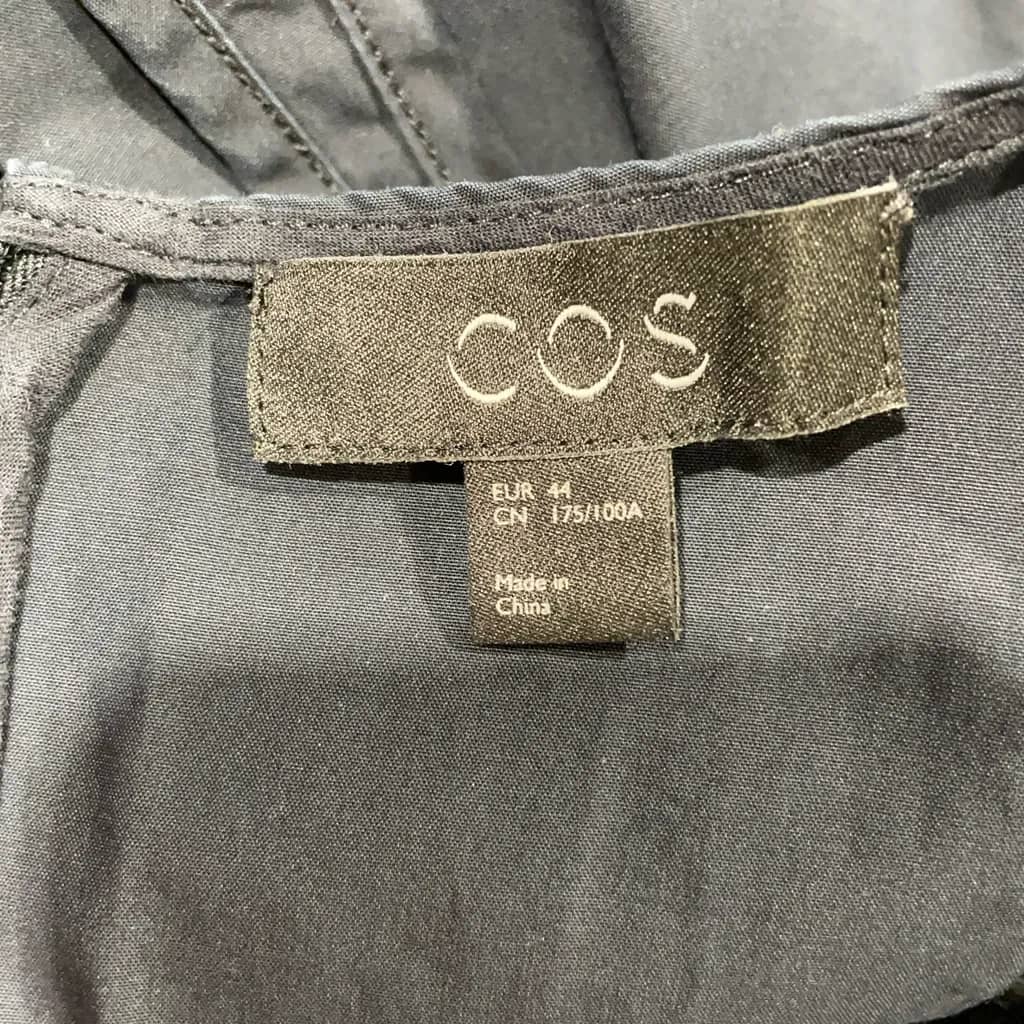 COS
EUR 44
CN 175/100A
Made in
China